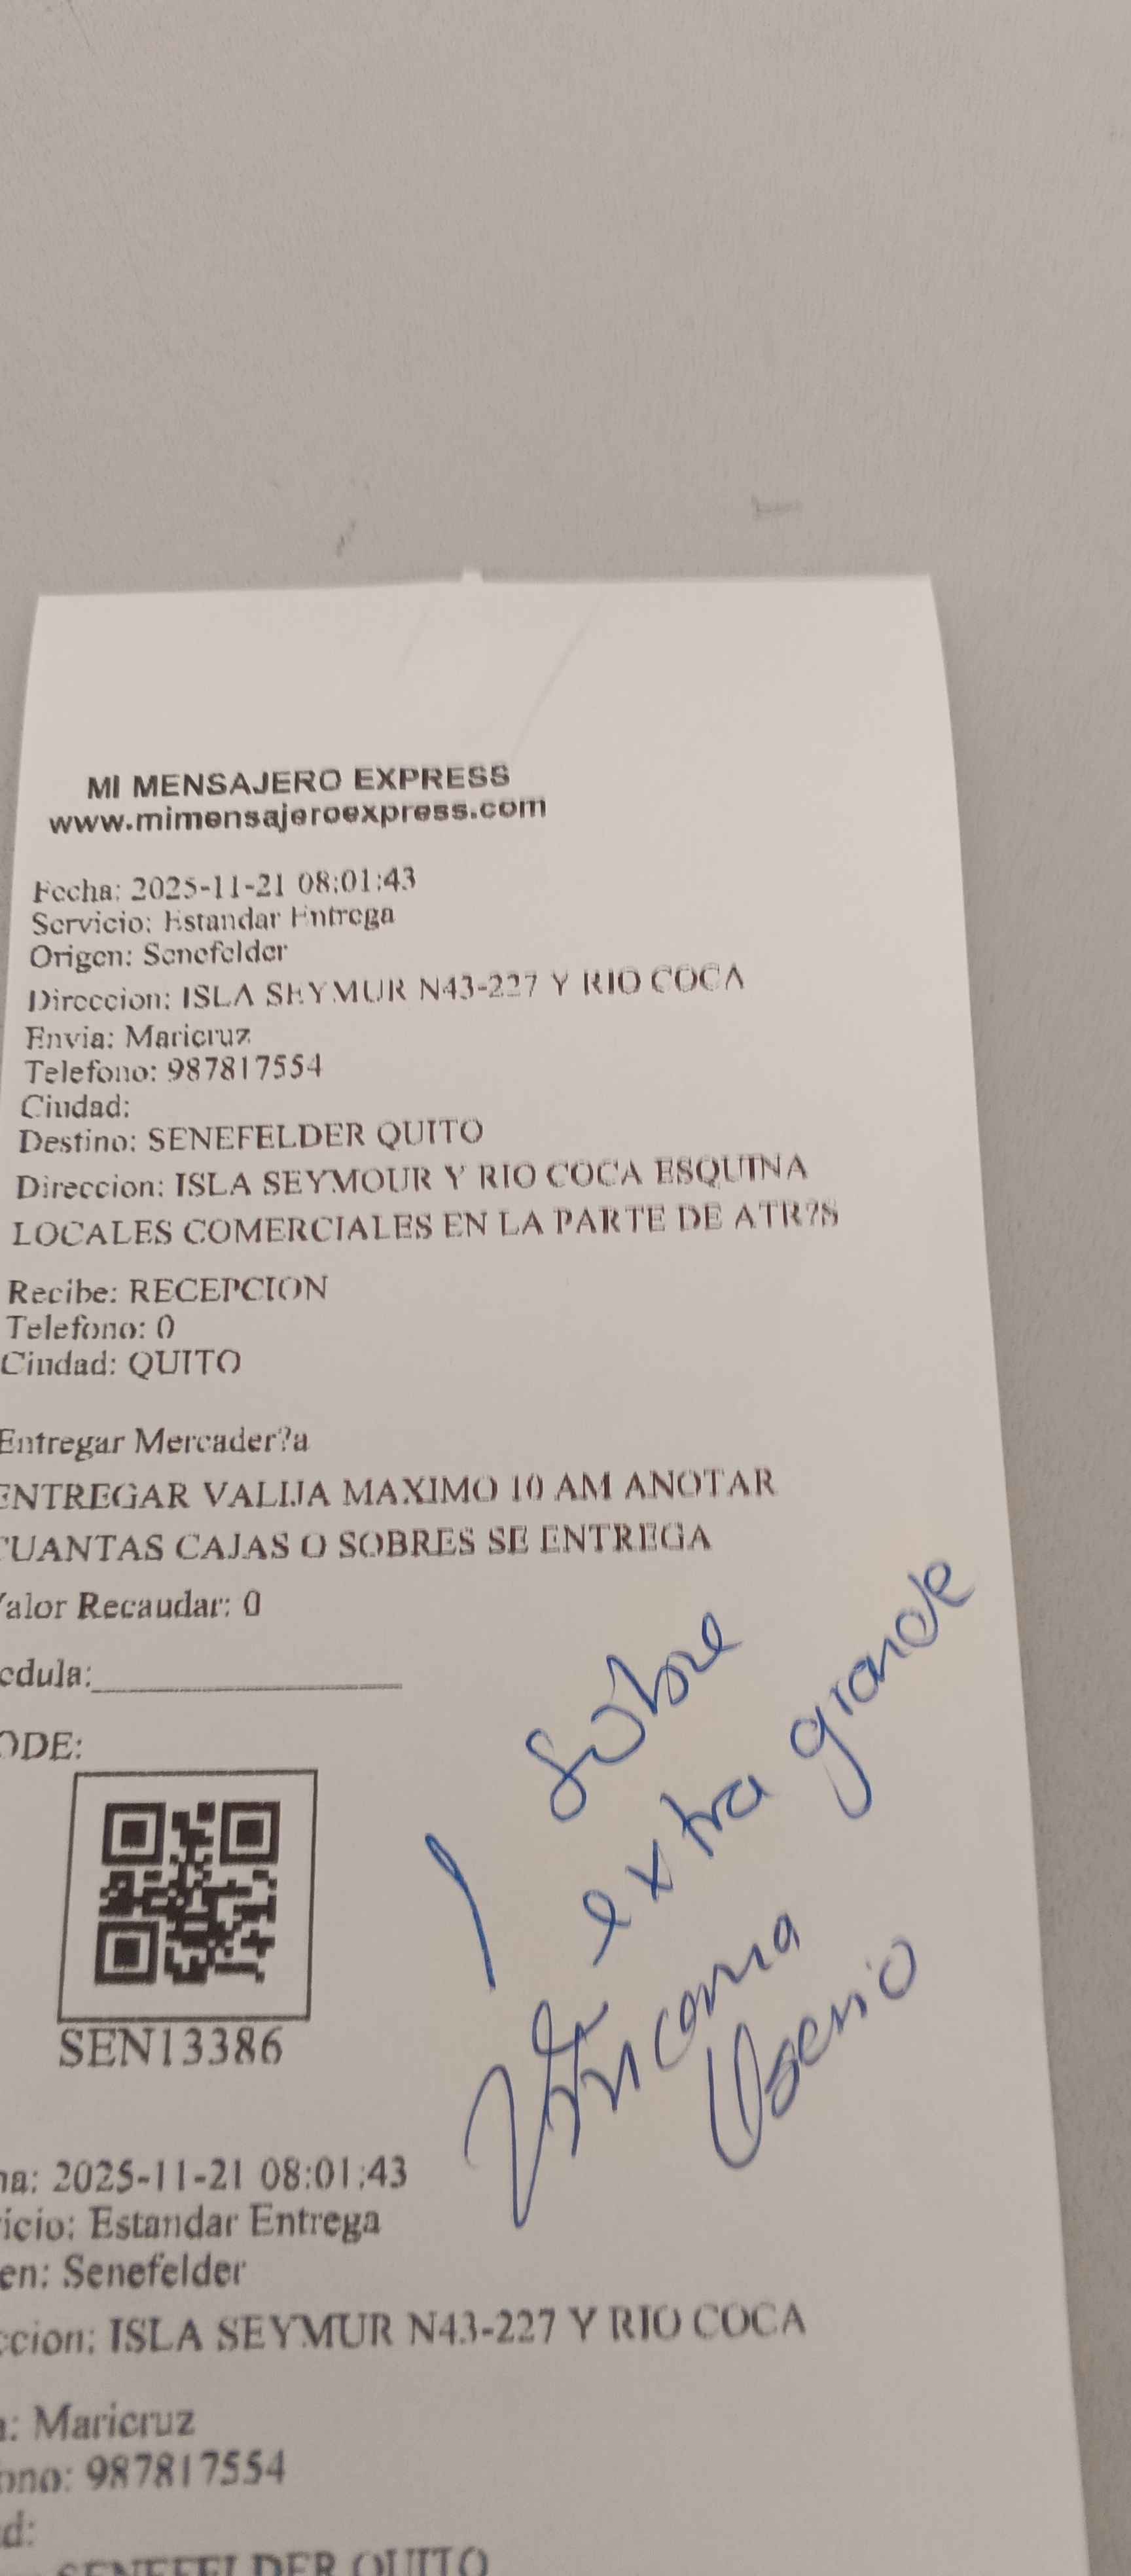 MI MENSAJERO EXPRESS
www.mimensajeroexpress.com
Fecha: 2025-11-21 08:01:43
Servicio: Estandar Entrega
Origen: Senefelder
Direccion: ISLA SEYMUR N43-227 Y RIO COCA
Envia: Maricruz
Telefono: 987817554
Ciudad:
Destino: SENEFELDER QUITO
Direccion: ISLA SEYMOUR Y RIO COCA ESQUINA
LOCALES COMERCIALES EN LA PARTE DE ATR?S
Recibe: RECEPCION
Telefono: 0
Ciudad: QUITO
Entregar Mercader?a
ENTREGAR VALIJA MAXIMO 10 AM ANOTAR
CUANTAS CAJAS O SOBRES SE ENTREGA
Valor Recaudar: 0
edula:
ODE:
1 sobre
extra grande
SEN13386
ha: 2025-11-21 08:01:43
icio: Estandar Entrega
en: Senefelder
ccion: ISLA SEYMUR N43-227 Y RIO COCA
a: Maricruz
ono: 987817554
d:
SENEFELDER QUITO